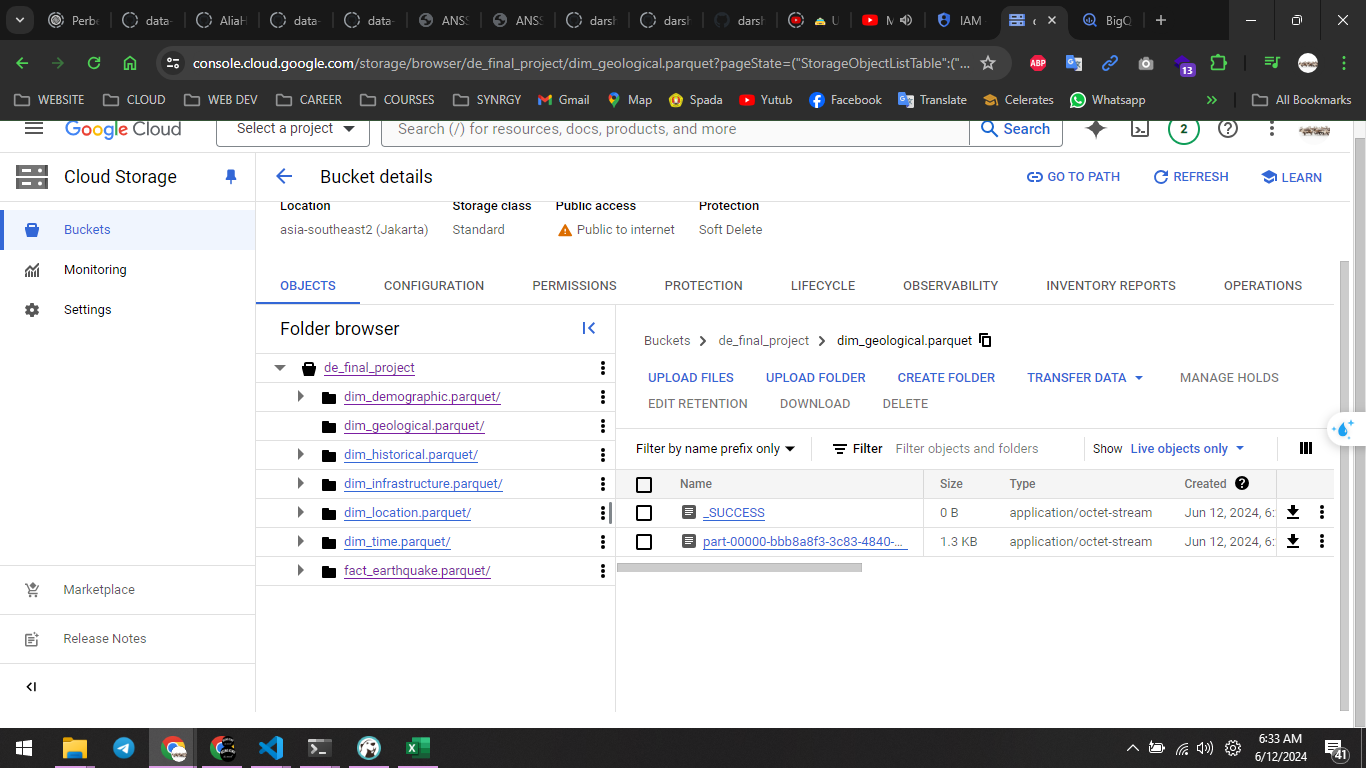 Perbe
data-
AliaH
data-
data-
ANSS
ANSS
darsh
darsh
darsh
U
M
IAM
BigQ
console.cloud.google.com/storage/browser/de_final_project/dim_geological.parquet?pageState=("StorageObjectListTable":("...
ABP
13
WEBSITE
CLOUD
WEB DEV
CAREER
COURSES
SYNRGY
Gmail
Map
Spada
Yutub
Facebook
Translate
Celerates
Whatsapp
All Bookmarks
Google Cloud
Select a project
Search (/) for resources, docs, products, and more
Search
2
Cloud Storage
Bucket details
GO TO PATH
REFRESH
LEARN
Buckets
Monitoring
Settings
Marketplace
Release Notes
Location
Storage class
Public access
Protection
asia-southeast2 (Jakarta)
Standard
Public to internet
Soft Delete
OBJECTS
CONFIGURATION
PERMISSIONS
PROTECTION
LIFECYCLE
OBSERVABILITY
INVENTORY REPORTS
OPERATIONS
Folder browser
de_final_project
dim_demographic.parquet/
dim_geological.parquet/
dim_historical.parquet/
dim_infrastructure.parquet/
dim_location.parquet/
dim_time.parquet/
fact_earthquake.parquet/
Buckets > de_final_project > dim_geological.parquet
UPLOAD FILES
UPLOAD FOLDER
CREATE FOLDER
TRANSFER DATA
MANAGE HOLDS
EDIT RETENTION
DOWNLOAD
DELETE
Filter by name prefix only
Filter
Filter objects and folders
Show
Live objects only
Name
Size
Type
Created
_SUCCESS
0 B
application/octet-stream
Jun 12, 2024, 6:
part-00000-bbb8a8f3-3c83-4840-...
1.3 KB
application/octet-stream
Jun 12, 2024, 6:
6:33 AM
6/12/2024
41